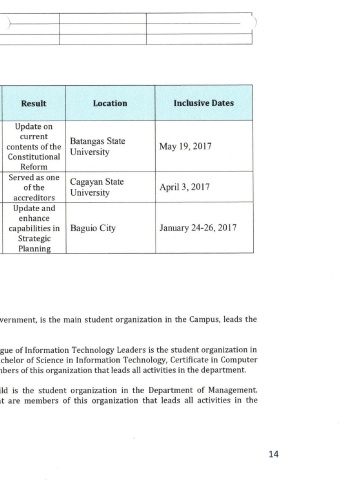 Result Location Inclusive Dates
Update on
current
contents of the
Constitutional
Reform
Batangas State
University
May 19, 2017
Served as one
of the
accreditors
Cagayan State
University
April 3, 2017
Update and
enhance
capabilities in
Strategic
Planning
Baguio City
January 24-26, 2017
vernment, is the main student organization in the Campus, leads the
gue of Information Technology Leaders is the student organization in
chelor of Science in Information Technology, Certificate in Computer
nbers of this organization that leads all activities in the department.
ild is the student organization in the Department of Management.
nt are members of this organization that leads all activities in the
14